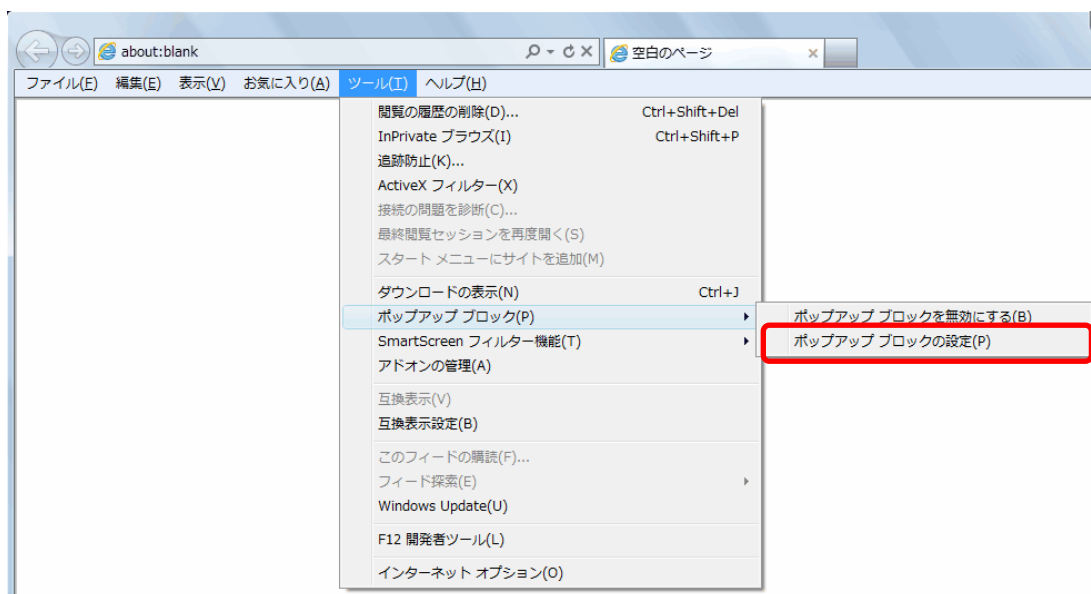 about:blank
空白のページ
ファイル(F) 編集(E) 表示(V) お気に入り(A) ツール(T) ヘルプ(H)
閲覧の履歴の削除(D)... Ctrl+Shift+Del
InPrivate ブラウズ(I) Ctrl+Shift+P
追跡防止(K)...
ActiveX フィルター(X)
接続の問題を診断(C)...
最終閲覧セッションを再度開く(S)
スタート メニューにサイトを追加(M)
ダウンロードの表示(N) Ctrl+J
ポップアップ ブロック(P)
ポップアップ ブロックを無効にする(B)
ポップアップ ブロックの設定(P)
SmartScreen フィルター機能(T)
アドオンの管理(A)
互換表示(V)
互換表示設定(B)
このフィードの購読(F)...
フィード探索(E)
Windows Update(U)
F12 開発者ツール(L)
インターネット オプション(O)